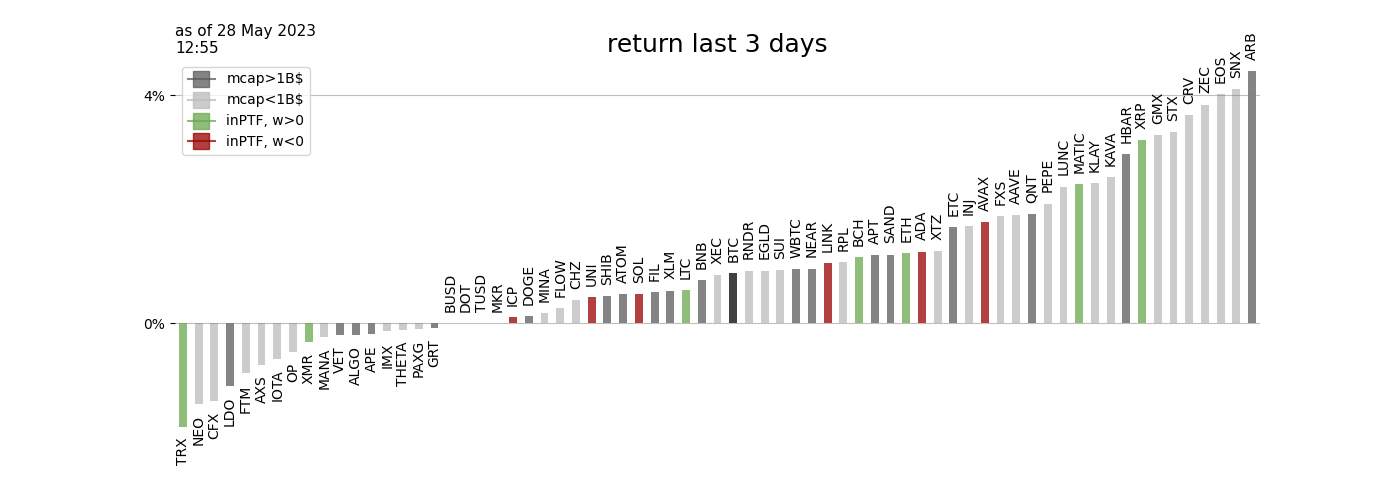 as of 28 May 2023
12:55
return last 3 days
mcap>1B$
mcap<1B$
inPTF, w>0
inPTF, w<0
4%
0%
TRX
NEO
CFX
LDO
FTM
AXS
IOTA
OP
XMR
MANA
VET
ALGO
APE
IMX
THETA
PAXG
GRT
BUSD
DOT
TUSD
MKR
ICP
DOGE
MINA
FLOW
CHZ
UNI
SHIB
ATOM
SOL
FIL
XLM
LTC
BNB
XEC
BTC
RNDR
EGLD
SUI
WBTC
NEAR
LINK
RPL
BCH
APT
SAND
ETH
ADA
XTZ
ETC
INJ
AVAX
FXS
AAVE
QNT
PEPE
LUNC
MATIC
KLAY
KAVA
HBAR
XRP
GMX
STX
CRV
ZEC
EOS
SNX
ARB